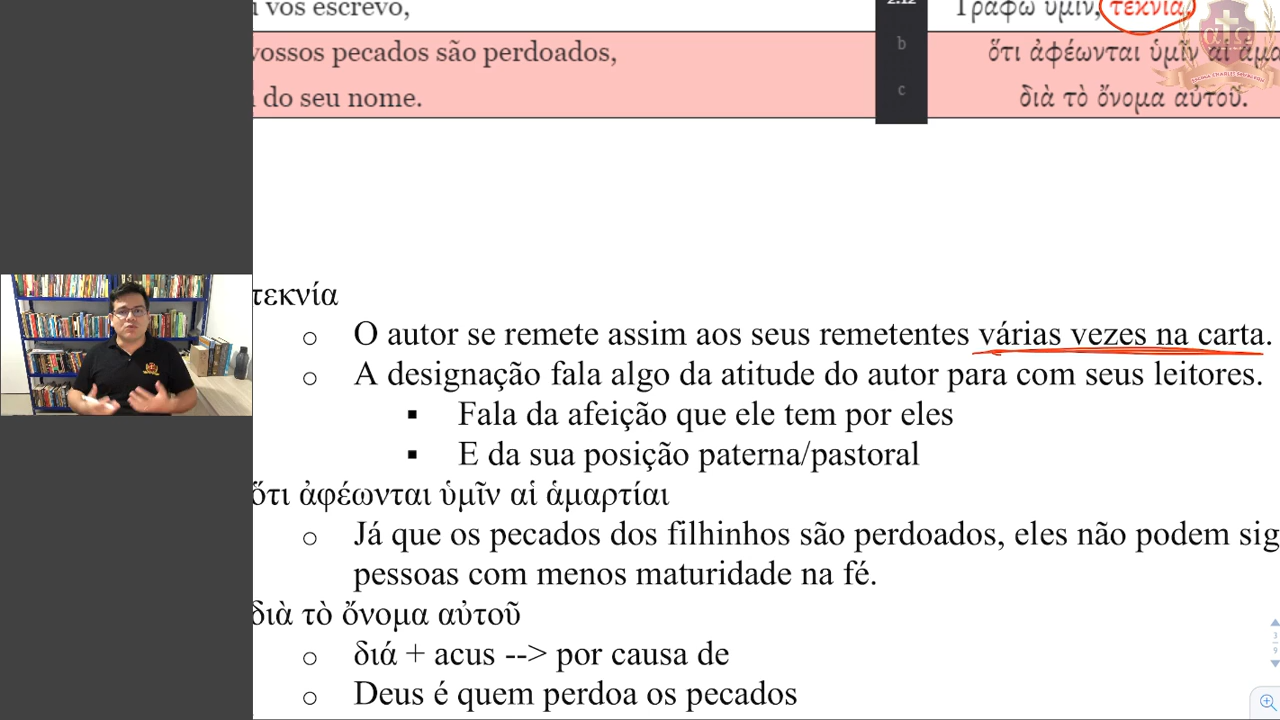 vos escrevo,
2.12
Γράφω ὑμῖν, τεκνία,
vossos pecados são perdoados,
b
ὅτι ἀφέωνται ὑμῖν αἱ
do seu nome.
c
διὰ τὸ ὄνομα αὐτοῦ.
τεκνία
o O autor se remete assim aos seus remetentes várias vezes na carta.
o A designação fala algo da atitude do autor para com seus leitores.
▪ Fala da afeição que ele tem por eles
▪ E da sua posição paterna/pastoral
ὅτι ἀφέωνται ὑμῖν αἱ ἁμαρτίαι
o Já que os pecados dos filhinhos são perdoados, eles não podem sig
pessoas com menos maturidade na fé.
διὰ τὸ ὄνομα αὐτοῦ
o διά + acus --> por causa de
o Deus é quem perdoa os pecados
3
9